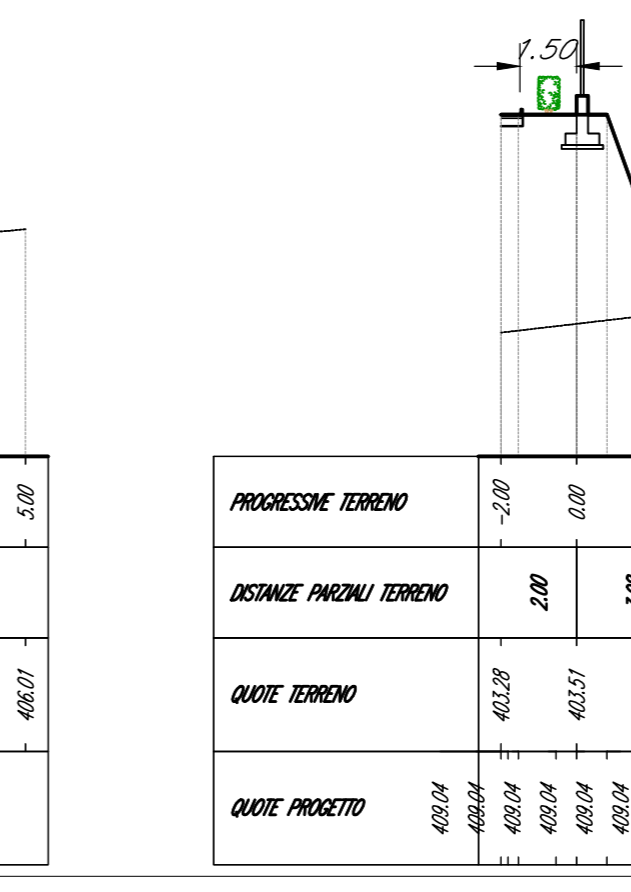 1.50
5.00
406.01
PROGRESSIVE TERRENO -2.00 0.00
DISTANZE PARZIALI TERRENO 2.00
QUOTE TERRENO 403.28 403.51
QUOTE PROGETTO 409.04 409.04 409.04 409.04 409.04 409.04